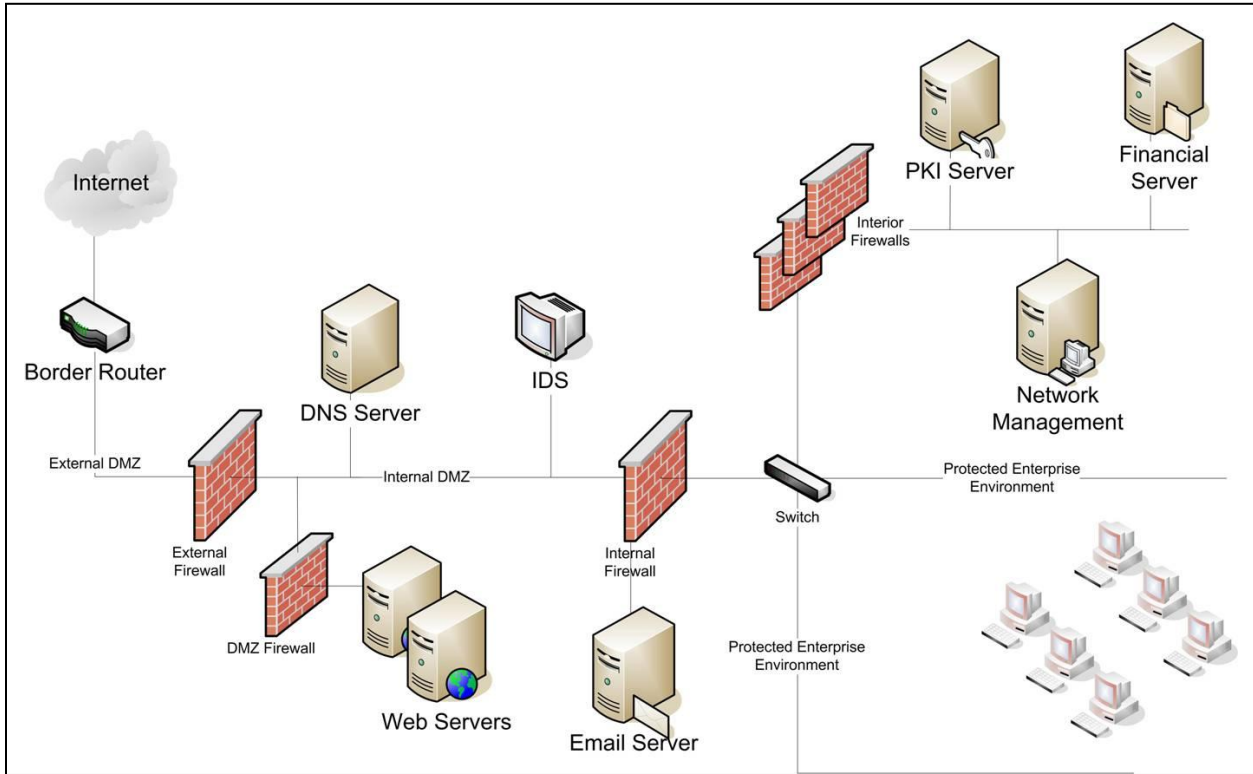 Internet
Border Router
External DMZ
External
Firewall
DNS Server
Internal DMZ
IDS
DMZ Firewall
Web Servers
Internal
Firewall
Email Server
Switch
Interior
Firewalls
PKI Server
Financial
Server
Network
Management
Protected Enterprise
Environment
Protected Enterprise
Environment